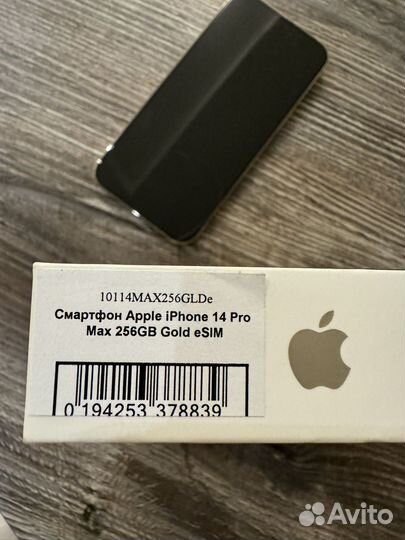 10114MAX256GLDe
Смартфон Apple iPhone 14 Pro
Max 256GB Gold eSIM
0 194253 378839
Avito